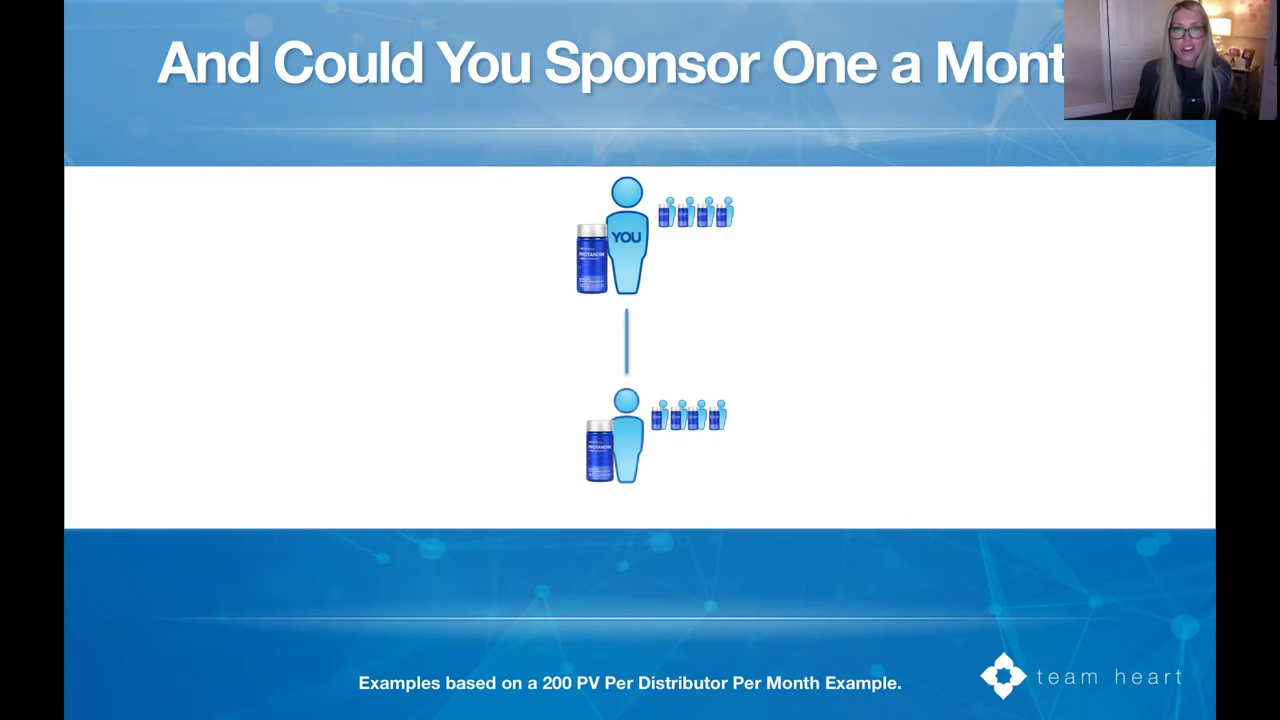 And Could You Sponsor One a Mont
YOU
PROTANDIM
PROTANDIM
Examples based on a 200 PV Per Distributor Per Month Example.
team heart